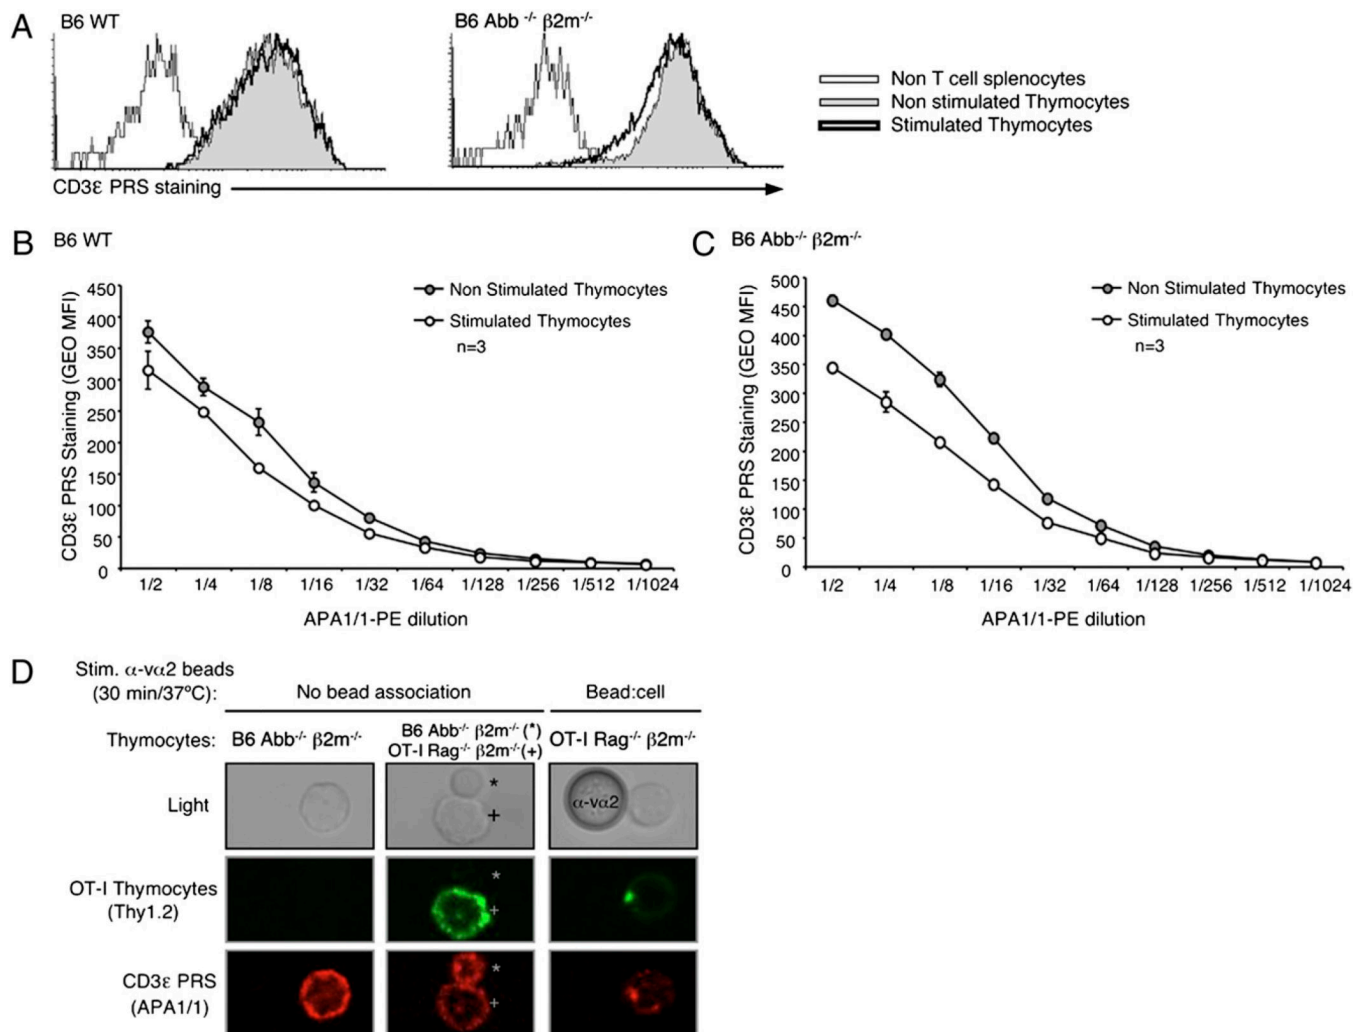 A
B6 WT
B6 Abb -/- β2m-/-
Non T cell splenocytes
Non stimulated Thymocytes
Stimulated Thymocytes
CD3ε PRS staining
B
B6 WT
CD3ε PRS Staining (GEO MFI)
450
400
350
300
250
200
150
100
50
0
Non Stimulated Thymocytes
Stimulated Thymocytes
n=3
1/2 1/4 1/8 1/16 1/32 1/64 1/128 1/256 1/512 1/1024
APA1/1-PE dilution
C
B6 Abb-/- β2m-/-
CD3ε PRS Staining (GEO MFI)
500
450
400
350
300
250
200
150
100
50
0
Non Stimulated Thymocytes
Stimulated Thymocytes
n=3
1/2 1/4 1/8 1/16 1/32 1/64 1/128 1/256 1/512 1/1024
APA1/1-PE dilution
D
Stim. α-vα2 beads
(30 min/37ºC):
No bead association
Bead:cell
Thymocytes:
B6 Abb-/- β2m-/-
B6 Abb-/- β2m-/- (*)
OT-I Rag-/- β2m-/-(+)
OT-I Rag-/- β2m-/-
Light
*
+
α-vα2
OT-I Thymocytes
(Thy1.2)
*
+
CD3ε PRS
(APA1/1)
*
+